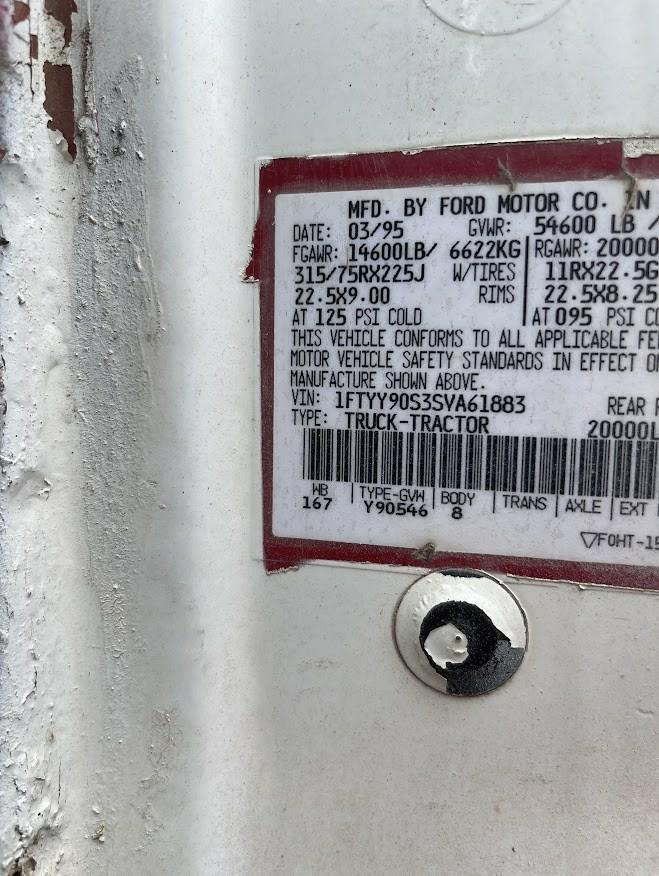 MFD. BY FORD MOTOR CO. IN
DATE: 03/95 GVWR: 54600 LB /
FGAWR: 14600LB/ 6622KG RGAWR: 20000
315/75RX225J W/TIRES 11RX22.5G
22.5X9.00 RIMS 22.5X8.25
AT 125 PSI COLD AT 095 PSI CO
THIS VEHICLE CONFORMS TO ALL APPLICABLE FE
MOTOR VEHICLE SAFETY STANDARDS IN EFFECT O
MANUFACTURE SHOWN ABOVE.
VIN: 1FTYY90S3SVA61883 REAR
TYPE: TRUCK-TRACTOR 20000L
WB TYPE-GVW BODY TRANS AXLE EXT
167 Y90546 8
▽F0HT-15